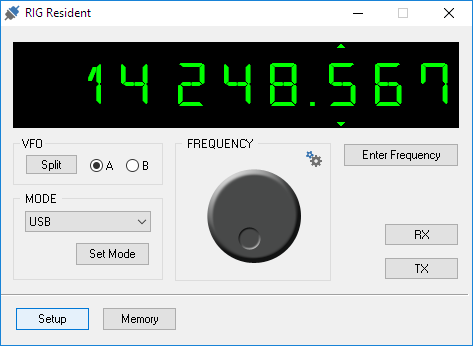 RIG Resident
14 248.567
VFO
Split
A
B
FREQUENCY
Enter Frequency
MODE
USB
Set Mode
RX
TX
Setup
Memory